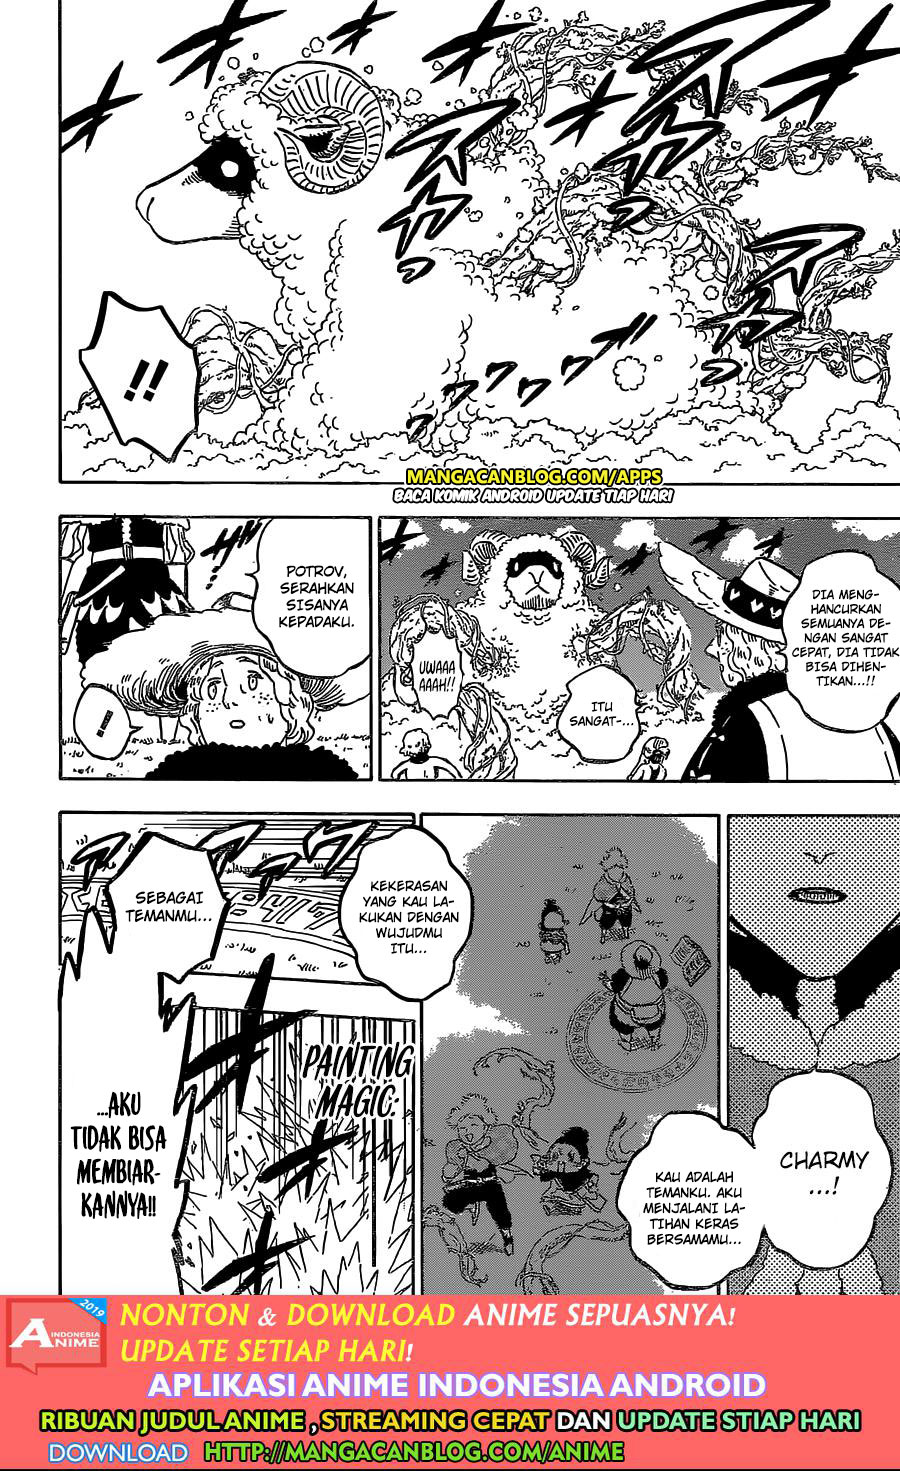 !!
MANGACANBLOG.COM/APPS
BACA KOMIK ANDROID UPDATE TIAP HARI
DIA MENG-
HANCURKAN
SEMUANYA DE-
NGAN SANGAT
CEPAT, DIA TIDAK
BISA DIHEN-
TIKAN...!!
ITU
SANGAT-...
UWAAA
AAAH!!
POTROV,
SERAHKAN
SISANYA
KEPADAKU.
!
CHARMY
...!
KAU ADALAH
TEMANKU. AKU
MENJALANI LA-
TIHAN KERAS
BERSAMAMU...
KEKERASAN
YANG KAU LA-
KUKAN DENGAN
WUJUDMU
ITU...
SEBAGAI
TEMANMU...
PAINTING
MAGIC:
...AKU
TIDAK BISA
MEMBIAR-
KANNYA!!
2019
INDONESIA
ANIME
NONTON & DOWNLOAD ANIME SEPUASNYA!
UPDATE SETIAP HARI!
APLIKASI ANIME INDONESIA ANDROID
RIBUAN JUDUL ANIME , STREAMING CEPAT DAN UPDATE STIAP HARI
DOWNLOAD HTTP://MANGACANBLOG.COM/ANIME